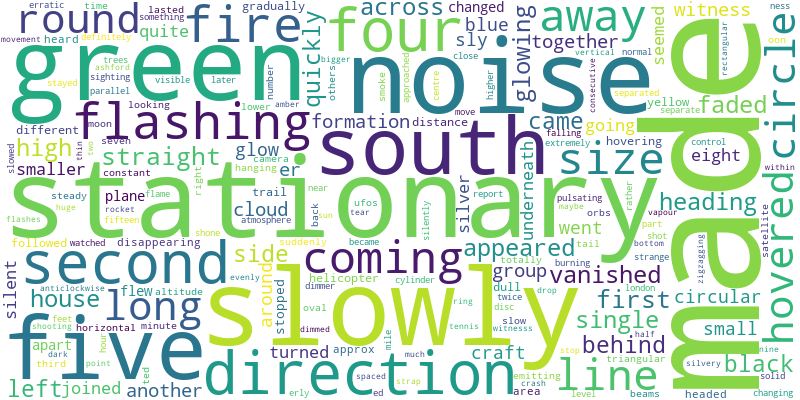 erratic time lasted gradually across changed glowing seemed witness ness
movement something round fire gradually four sly blue away oon
definitely heard quite quickly together rectangular
green noise made circle
stayed trees ashford sighting visible later others bigger smoke approached centre close vertical normal
parallel number lower amber higher move consecutive separated separate yellow faded
looking flashing formation distance came going
different moon seven south falling extremely hovering size eight control within
high smaller thin two straight glow camera er underneath
constant hanging stationary pulsating maybe orbs rather heading hovered
slowed steady plane right trail near ufos report silver
flashes huge rocket flame cloud back tear silently
fifteen shone atmosphere sun tail went part vapour
followed watched disappearing suddenly became appeared shot bottom satellite
second side coming totally burning strange zigzagging
silent anticlockwise house flew altitude around evenly helicopter group vanished london
shooting feet long stopped dimmer cylinder dull twice drop first circular
horizontal minute slowly oval ring disc single small
five apart hour turned dimmed mile tennis witnesss slow behind half silvery
dark point third approx much craft stop triangular nine black
left joined ted direction spaced strap emitting line beams solid
another erly ed crash area level headed changing